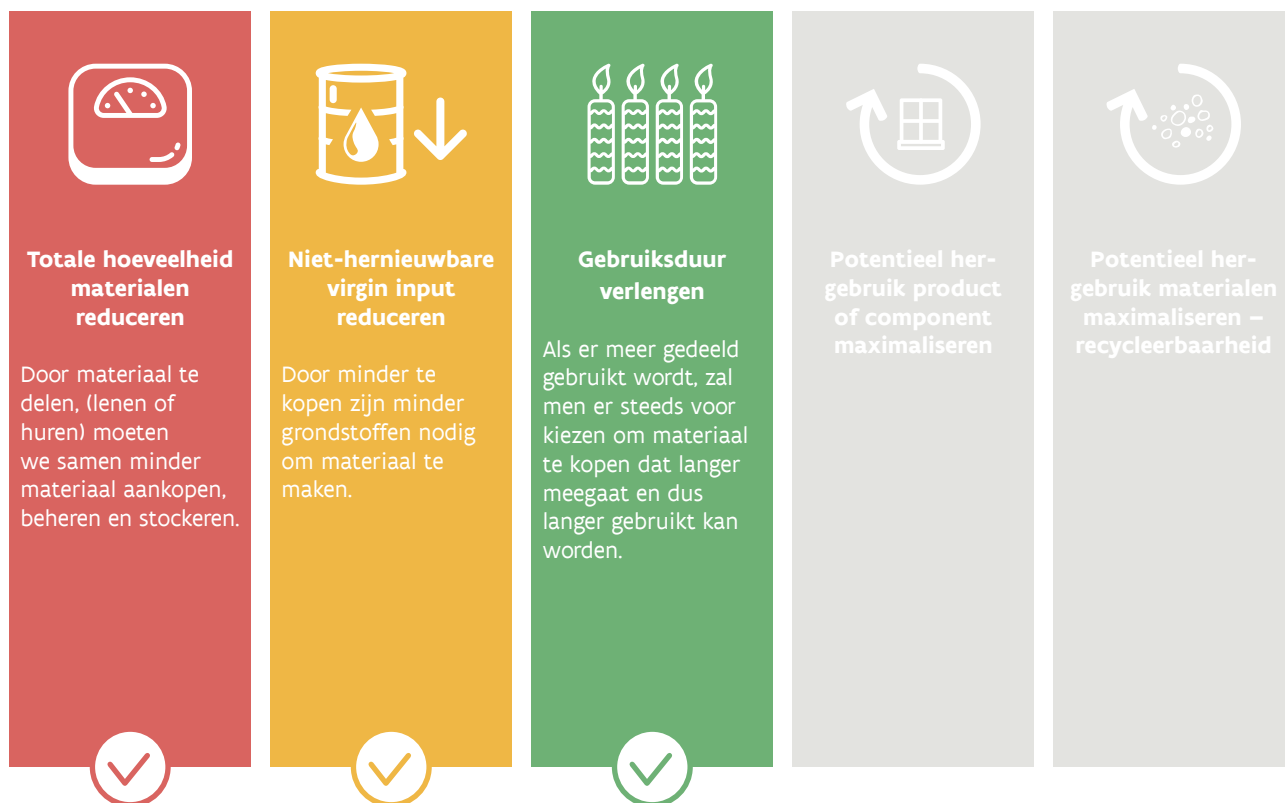 Totale hoeveelheid
materialen
reduceren
Door materiaal te
delen, (lenen of
huren) moeten
we samen minder
materiaal aankopen,
beheren en stockeren.
Niet-hernieuwbare
virgin input
reduceren
Door minder te
kopen zijn minder
grondstoffen nodig
om materiaal te
maken.
Gebruiksduur
verlengen
Als er meer gedeeld
gebruikt wordt, zal
men er steeds voor
kiezen om materiaal
te kopen dat langer
meegaat en dus
langer gebruikt kan
worden.
Potentieel her-
gebruik product
of component
maximaliseren
Potentieel her-
gebruik materialen
maximaliseren –
recycleerbaarheid